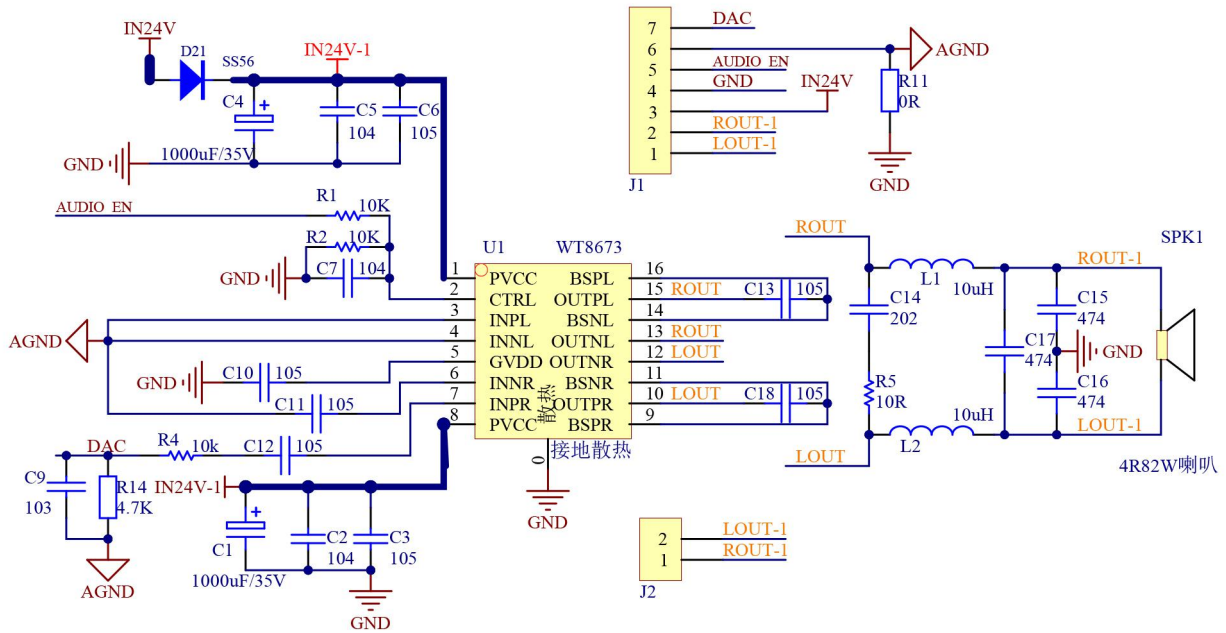 IN24V
D21
SS56
IN24V-1
C4
1000uF/35V
C5
104
C6
105
GND
AUDIO_EN
R1
10K
R2
10K
C7
104
GND
7
DAC
6
AGND
5
AUDIO_EN
4
GND
3
IN24V
2
ROUT-1
1
LOUT-1
J1
R11
0R
GND
U1
WT8673
1 PVCC BSPL 16
2 CTRL OUTPL 15 ROUT
3 INPL BSNL 14
4 INNL OUTNL 13 ROUT
5 GVDD OUTNR 12 LOUT
6 INNR BSNR 11
7 INPR OUTPR 10 LOUT
8 PVCC BSPR 9
散热
0
接地散热
GND
C13
105
C18
105
AGND
GND
C10
105
C11
105
DAC
R4
10k
C12
105
C9
103
R14
4.7K
AGND
IN24V-1
C1
1000uF/35V
C2
104
C3
105
GND
ROUT
L1
10uH
ROUT-1
SPK1
C14
202
R5
10R
C17
474
C15
474
GND
C16
474
10uH
L2
LOUT
LOUT-1
4R82W喇叭
2
LOUT-1
1
ROUT-1
J2